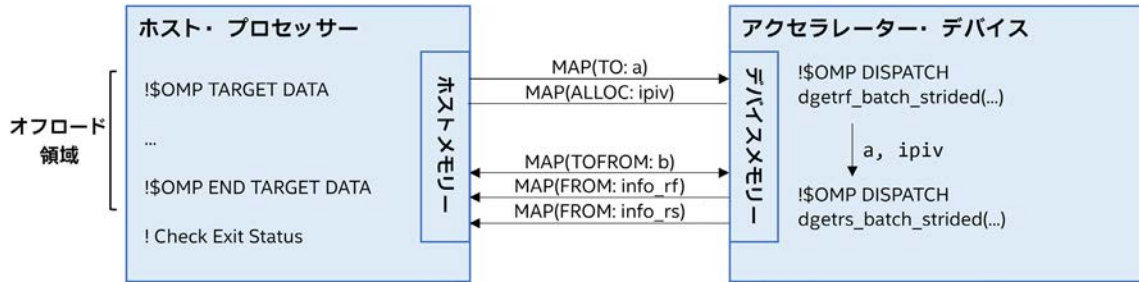 ホスト・プロセッサー
アクセラレーター・デバイス
オフロード
領域
!$OMP TARGET DATA
...
!$OMP END TARGET DATA
! Check Exit Status
ホストメモリー
MAP(TO: a)
MAP(ALLOC: ipiv)
MAP(TOFROM: b)
MAP(FROM: info_rf)
MAP(FROM: info_rs)
デバイスメモリー
!$OMP DISPATCH
dgetrf_batch_strided(...)
a, ipiv
!$OMP DISPATCH
dgetrs_batch_strided(...)